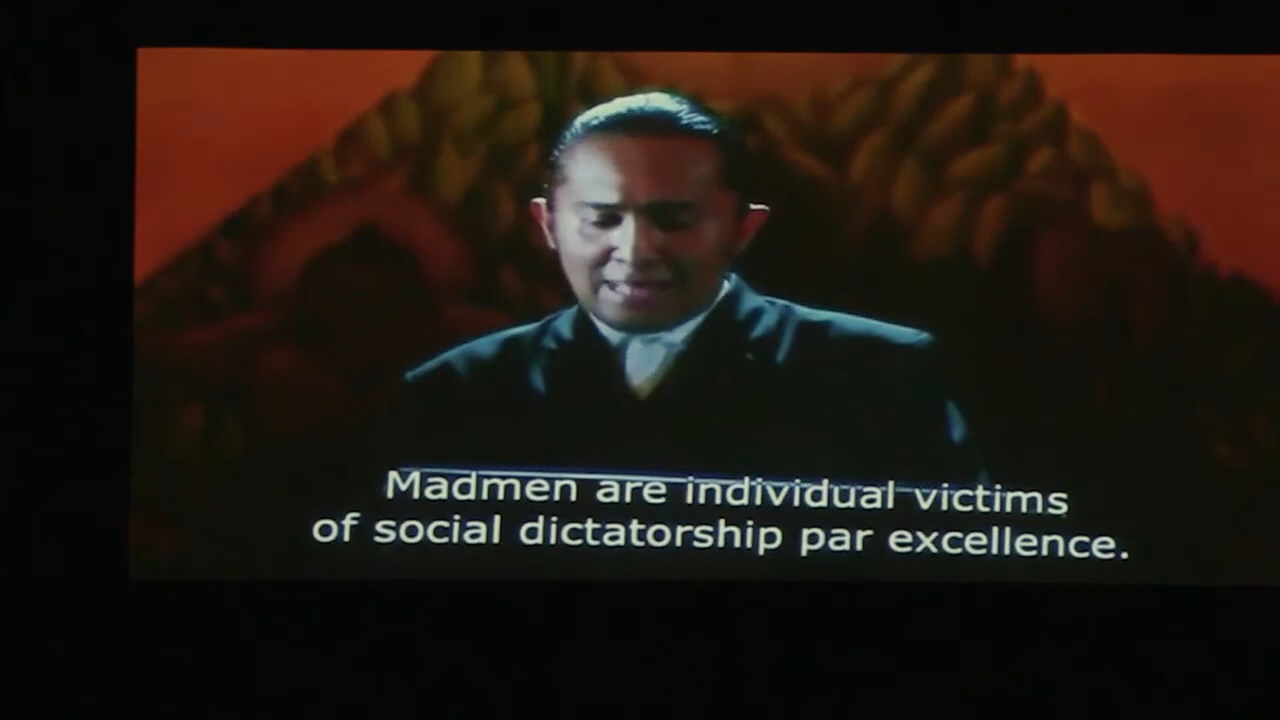 Madmen are individual victims
of social dictatorship par excellence.